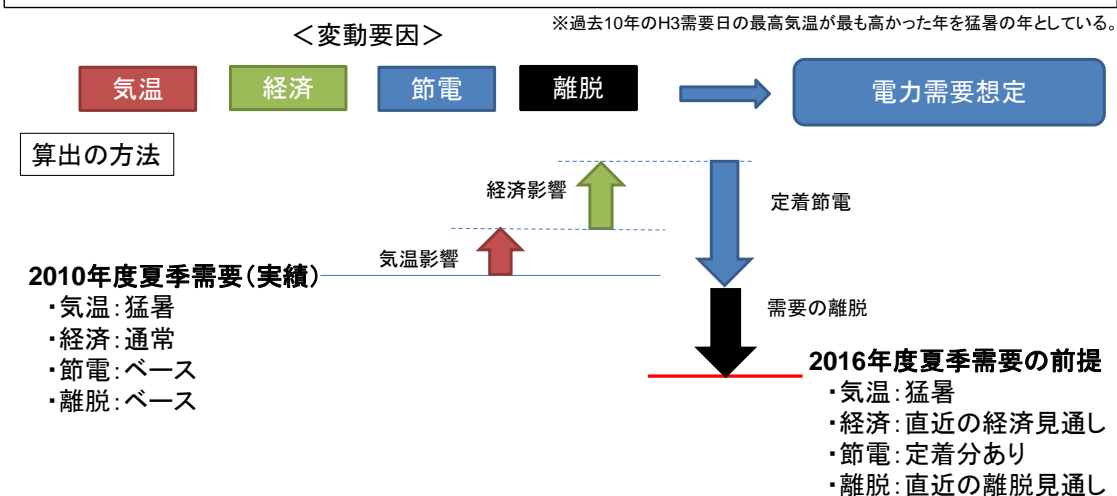 ※過去10年のH3需要日の最高気温が最も高かった年を猛暑の年としている。
＜変動要因＞
気温
経済
節電
離脱
電力需要想定
算出の方法
経済影響
定着節電
気温影響
2010年度夏季需要（実績）
・気温：猛暑
・経済：通常
・節電：ベース
・離脱：ベース
需要の離脱
2016年度夏季需要の前提
・気温：猛暑
・経済：直近の経済見通し
・節電：定着分あり
・離脱：直近の離脱見通し